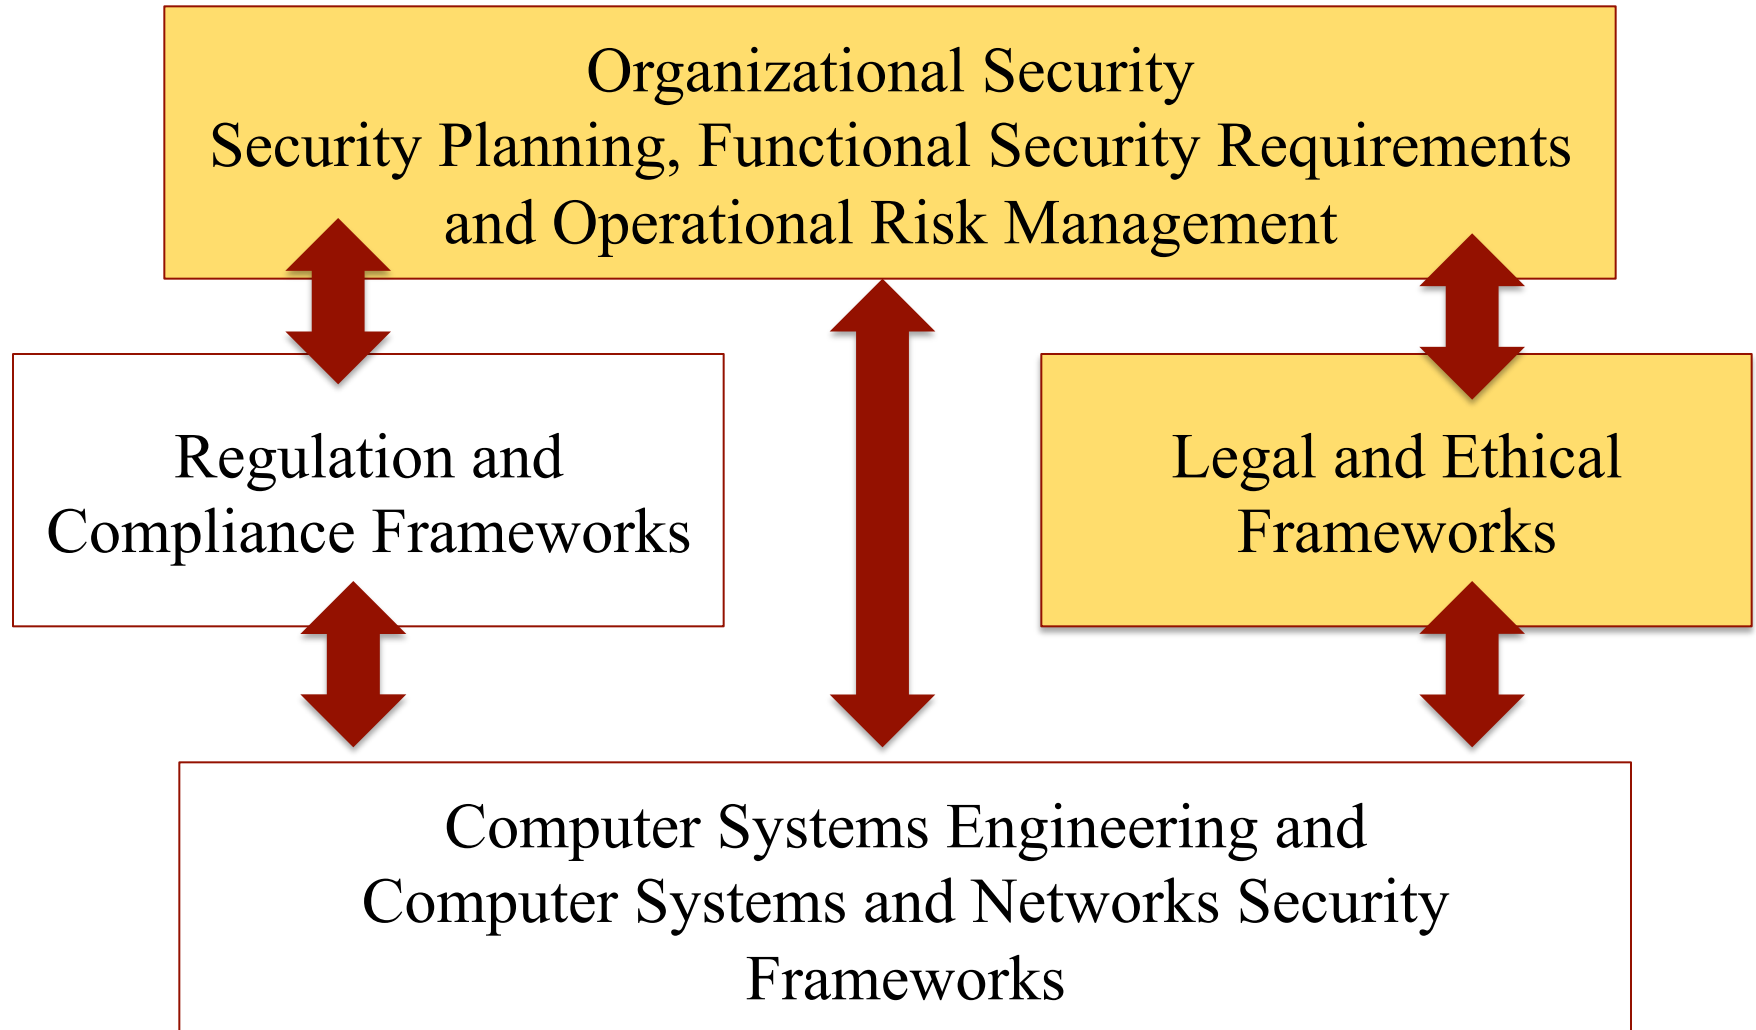 Organizational Security
Security Planning, Functional Security Requirements
and Operational Risk Management
Regulation and
Compliance Frameworks
Legal and Ethical
Frameworks
Computer Systems Engineering and
Computer Systems and Networks Security
Frameworks